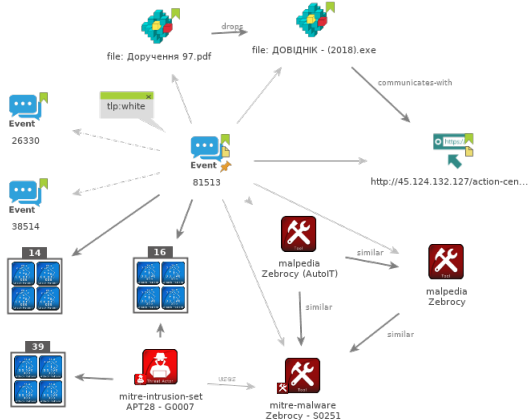 drops
file: Доручення 97.pdf
file: ДОВІДНІК - (2018).exe
communicates-with
tlp:white
Event
26330
https:/
Event
81513
http://45.124.132.127/action-cen...
Event
38514
14
16
malpedia
Zebrocy (AutoIT)
similar
malpedia
Zebrocy
similar
similar
39
mitre-intrusion-set
APT28 - G0007
uses
mitre-malware
Zebrocy - S0251